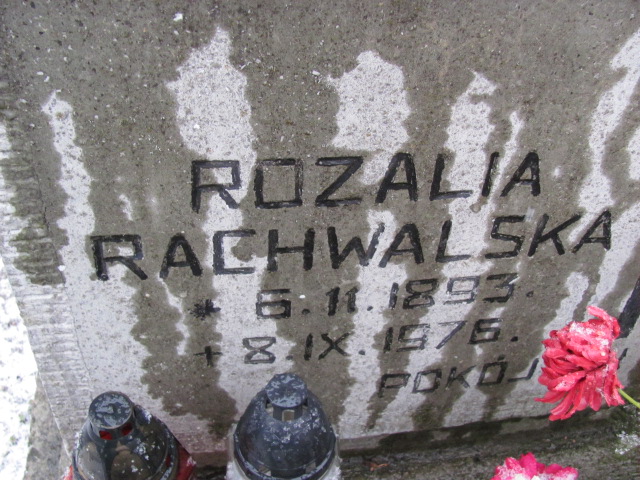 ROZALIA
RACHWALSKA
* 6.11.1893.
+ 8.IX.1976.
POKÓJ